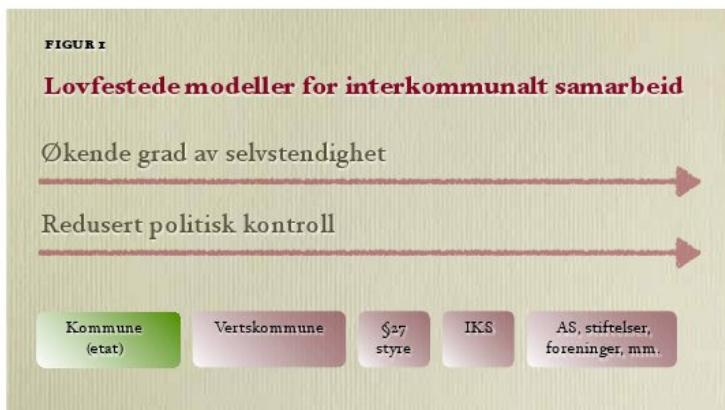 FIGUR 1
Lovfestede modeller for interkommunalt samarbeid
Økende grad av selvstendighet
Redusert politisk kontroll
Kommune
(etat)
Vertskommune
§27
styre
IKS
AS, stiftelser,
foreninger, mm.